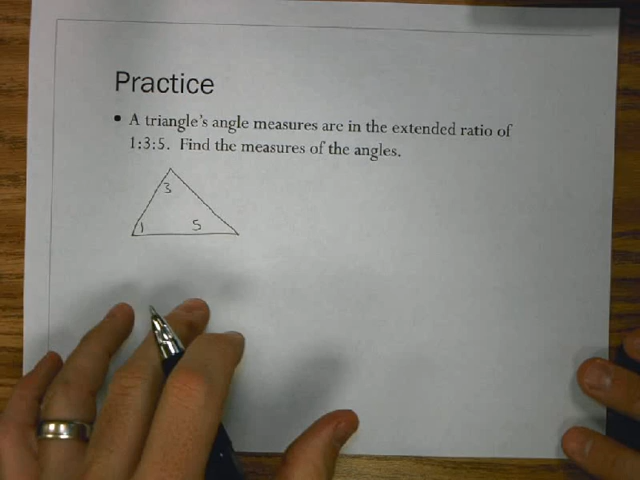 Practice
• A triangle's angle measures are in the extended ratio of
1:3:5. Find the measures of the angles.
3
1 5